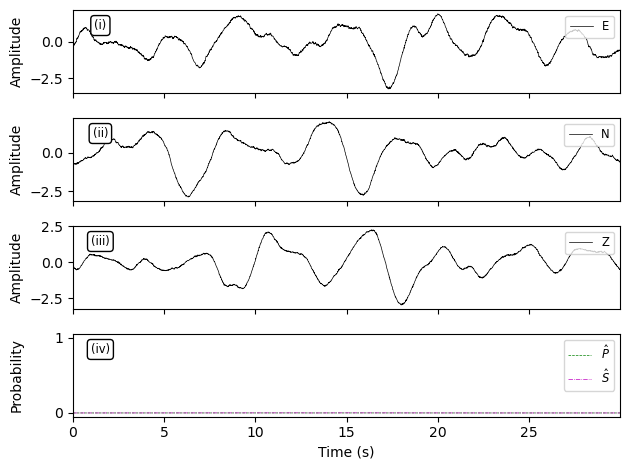 (i)
E
0.0
−2.5
Amplitude
(ii)
N
0.0
−2.5
Amplitude
(iii)
Z
2.5
0.0
−2.5
Amplitude
(iv)
P̂
Ŝ
1
0
Probability
0 5 10 15 20 25
Time (s)